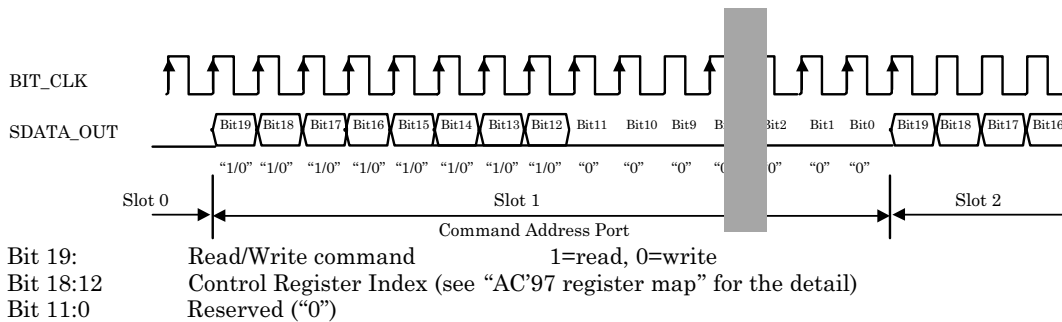 BIT_CLK
SDATA_OUT
Bit19 Bit18 Bit17 Bit16 Bit15 Bit14 Bit13 Bit12 Bit11 Bit10 Bit9 Bit1 Bit0 Bit19 Bit18 Bit17 Bit16
“1/0” “1/0” “1/0” “1/0” “1/0” “1/0” “1/0” “1/0” “0” “0” “0” “0” “0”
Slot 0 Slot 1 Slot 2
Command Address Port
Bit 19: Read/Write command 1=read, 0=write
Bit 18:12 Control Register Index (see “AC’97 register map” for the detail)
Bit 11:0 Reserved (“0”)